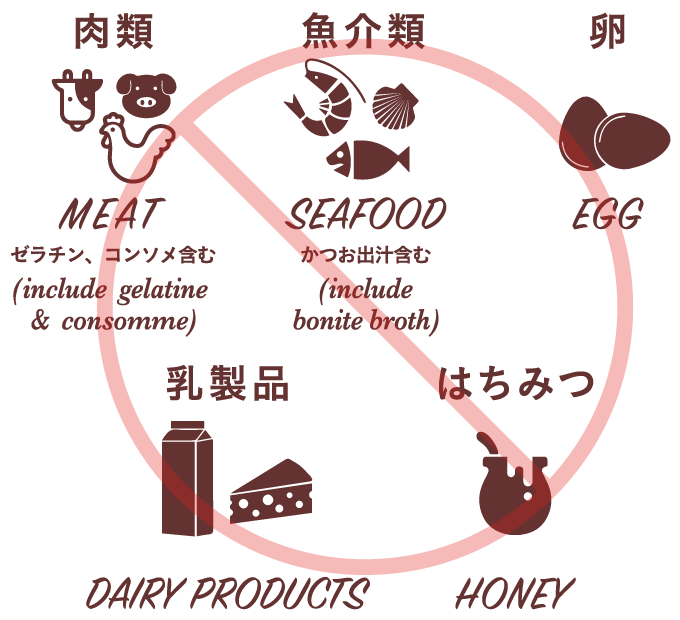 肉類
魚介類
卵
MEAT
SEAFOOD
EGG
ゼラチン、コンソメ含む
かつお出汁含む
(include gelatine
& consomme)
(include
bonite broth)
乳製品
はちみつ
DAIRY PRODUCTS
HONEY